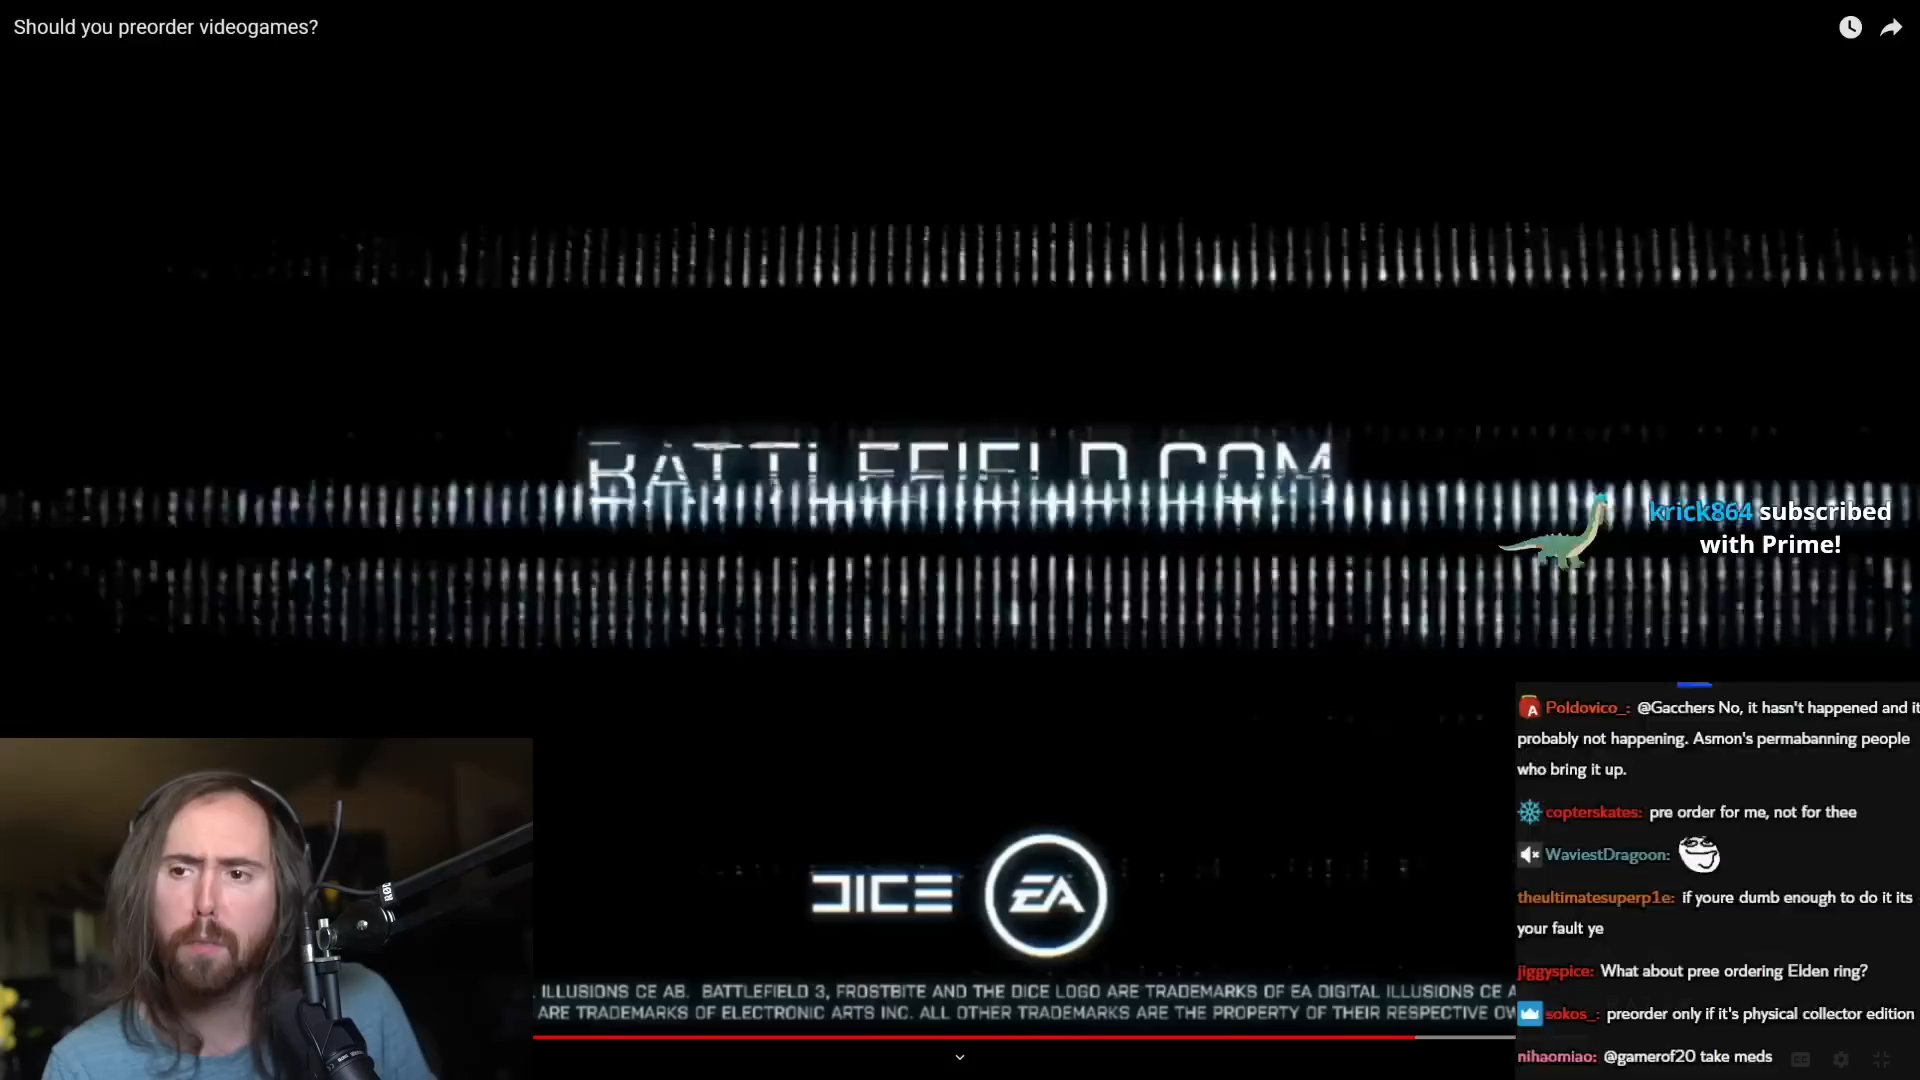 Should you preorder videogames?
BATTLEFIELD.COM
krick864 subscribed
with Prime!
Poldovico_: @Gacchers No, it hasn't happened and it
probably not happening. Asmon's permabanning people
who bring it up.
copterskates: pre order for me, not for thee
WaviestDragoon:
theultimatesuperp1e: if youre dumb enough to do it its
your fault ye
jiggyspice: What about pree ordering Elden ring?
sokos_: preorder only if it's physical collector edition
nihaomiao: @gamerof20 take meds
DICE EA
RØD
ILLUSIONS CE AB. BATTLEFIELD 3, FROSTBITE AND THE DICE LOGO ARE TRADEMARKS OF EA DIGITAL ILLUSIONS CE A
ARE TRADEMARKS OF ELECTRONIC ARTS INC. ALL OTHER TRADEMARKS ARE THE PROPERTY OF THEIR RESPECTIVE OW